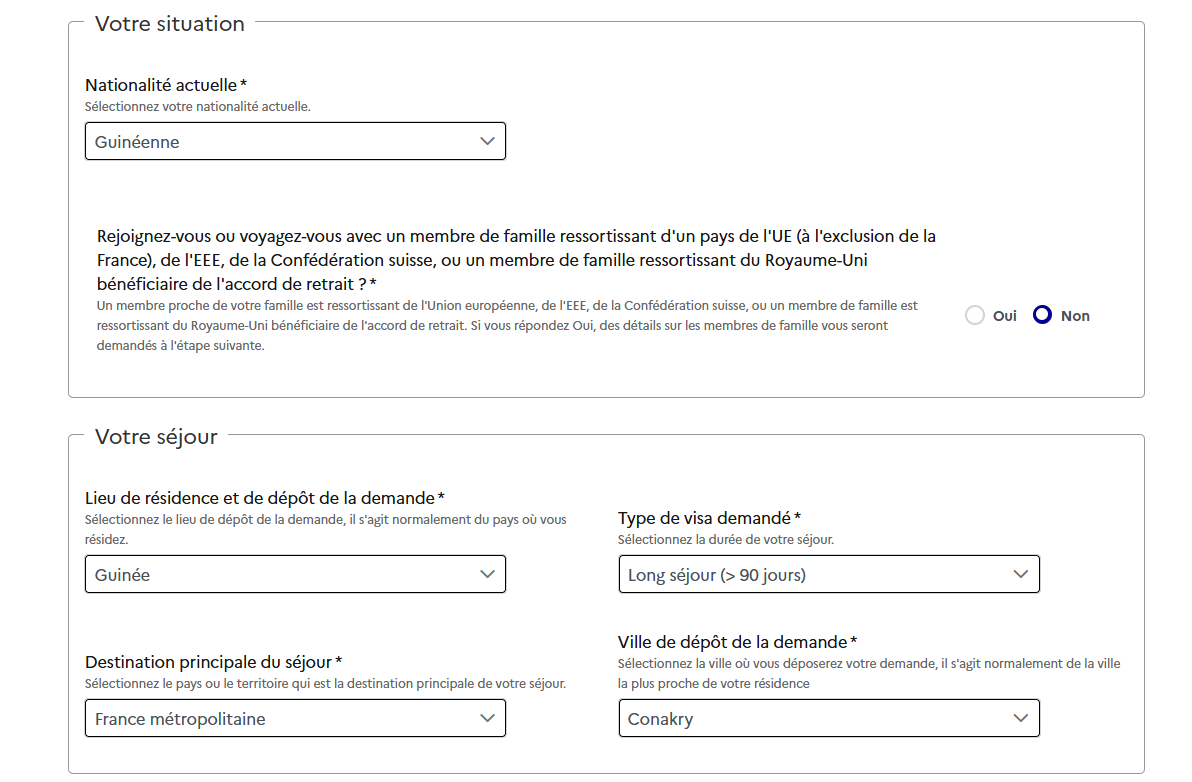 Votre situation
Nationalité actuelle *
Sélectionnez votre nationalité actuelle.
Guinéenne
Rejoignez-vous ou voyagez-vous avec un membre de famille ressortissant d'un pays de l'UE (à l'exclusion de la
France), de l'EEE, de la Confédération suisse, ou un membre de famille ressortissant du Royaume-Uni
bénéficiaire de l'accord de retrait ? *
Un membre proche de votre famille est ressortissant de l'Union européenne, de l'EEE, de la Confédération suisse, ou un membre de famille est
ressortissant du Royaume-Uni bénéficiaire de l'accord de retrait. Si vous répondez Oui, des détails sur les membres de famille vous seront
demandés à l'étape suivante.
Oui Non
Votre séjour
Lieu de résidence et de dépôt de la demande *
Sélectionnez le lieu de dépôt de la demande, il s'agit normalement du pays où vous
résidez.
Guinée
Type de visa demandé *
Sélectionnez la durée de votre séjour.
Long séjour (> 90 jours)
Destination principale du séjour *
Sélectionnez le pays ou le territoire qui est la destination principale de votre séjour.
France métropolitaine
Ville de dépôt de la demande *
Sélectionnez la ville où vous déposerez votre demande, il s'agit normalement de la ville
la plus proche de votre résidence
Conakry